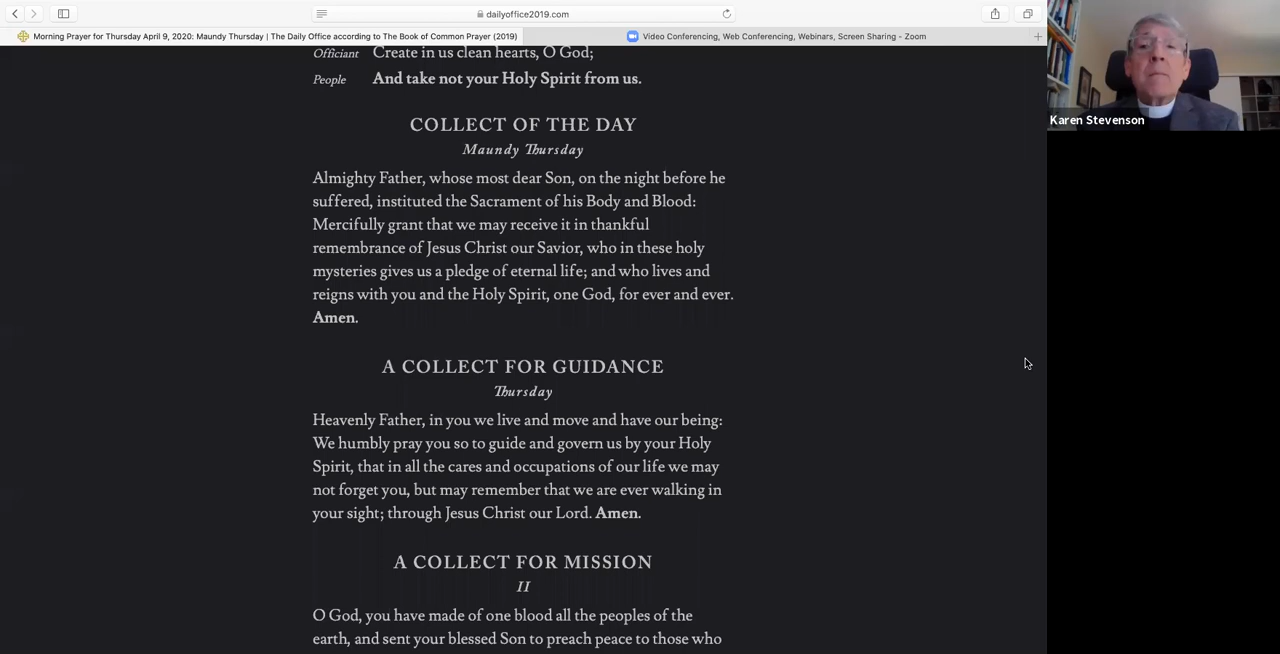 dailyoffice2019.com
Morning Prayer for Thursday April 9, 2020: Maundy Thursday | The Daily Office according to The Book of Common Prayer (2019)
Video Conferencing, Web Conferencing, Webinars, Screen Sharing - Zoom
Officiant Create in us clean hearts, O God;
People And take not your Holy Spirit from us.
COLLECT OF THE DAY
Maundy Thursday
Almighty Father, whose most dear Son, on the night before he
suffered, instituted the Sacrament of his Body and Blood:
Mercifully grant that we may receive it in thankful
remembrance of Jesus Christ our Savior, who in these holy
mysteries gives us a pledge of eternal life; and who lives and
reigns with you and the Holy Spirit, one God, for ever and ever.
Amen.
A COLLECT FOR GUIDANCE
Thursday
Heavenly Father, in you we live and move and have our being:
We humbly pray you so to guide and govern us by your Holy
Spirit, that in all the cares and occupations of our life we may
not forget you, but may remember that we are ever walking in
your sight; through Jesus Christ our Lord. Amen.
A COLLECT FOR MISSION
II
O God, you have made of one blood all the peoples of the
earth, and sent your blessed Son to preach peace to those who
Karen Stevenson